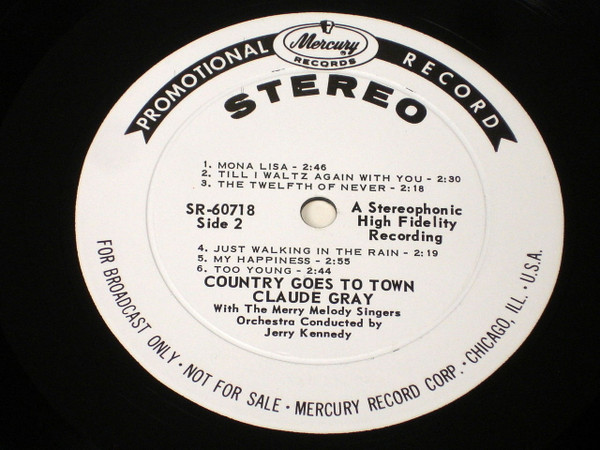 PROMOTIONAL RECORD
Mercury
RECORDS
STEREO
1. MONA LISA - 2:46
2. TILL I WALTZ AGAIN WITH YOU - 2:30
3. THE TWELFTH OF NEVER - 2:18
SR-60718
Side 2
A Stereophonic
High Fidelity
Recording
4. JUST WALKING IN THE RAIN - 2:19
5. MY HAPPINESS - 2:55
6. TOO YOUNG - 2:44
COUNTRY GOES TO TOWN
CLAUDE GRAY
With The Merry Melody Singers
Orchestra Conducted by
Jerry Kennedy
FOR BROADCAST ONLY · NOT FOR SALE · MERCURY RECORD CORP. · CHICAGO, ILL. · U.S.A.